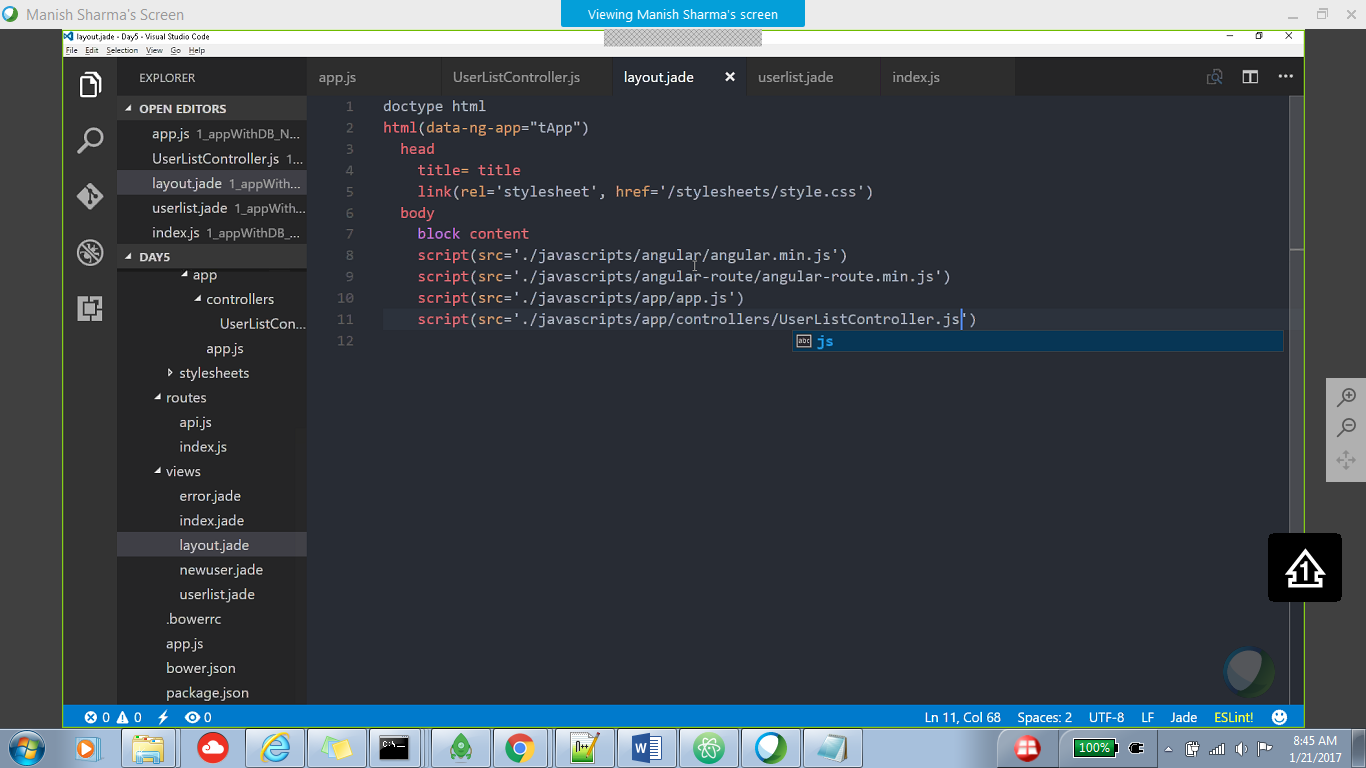 Manish Sharma's Screen
Viewing Manish Sharma's screen
layout.jade - Day5 - Visual Studio Code
File Edit Selection View Go Help
EXPLORER
OPEN EDITORS
app.js 1_appWithDB_N...
UserListController.js 1...
layout.jade 1_appWith...
userlist.jade 1_appWith...
index.js 1_appWithDB_...
DAY5
app
controllers
UserListCon...
app.js
stylesheets
routes
api.js
index.js
views
error.jade
index.jade
layout.jade
newuser.jade
userlist.jade
.bowerrc
app.js
bower.json
package.json
app.js UserListController.js layout.jade userlist.jade index.js
1 doctype html
2 html(data-ng-app="tApp")
3 head
4 title= title
5 link(rel='stylesheet', href='/stylesheets/style.css')
6 body
7 block content
8 script(src='./javascripts/angular/angular.min.js')
9 script(src='./javascripts/angular-route/angular-route.min.js')
10 script(src='./javascripts/app/app.js')
11 script(src='./javascripts/app/controllers/UserListController.js')
abc js
12
1
0 0 0
Ln 11, Col 68 Spaces: 2 UTF-8 LF Jade ESLint!
100%
8:45 AM
1/21/2017